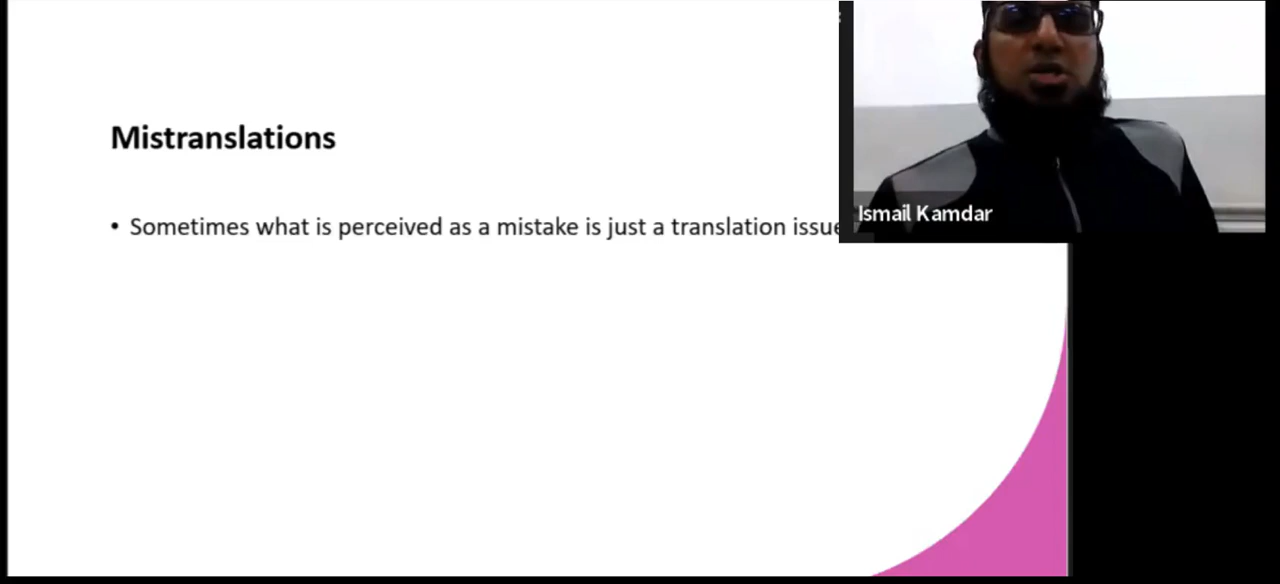 Mistranslations
• Sometimes what is perceived as a mistake is just a translation issue
Ismail Kamdar